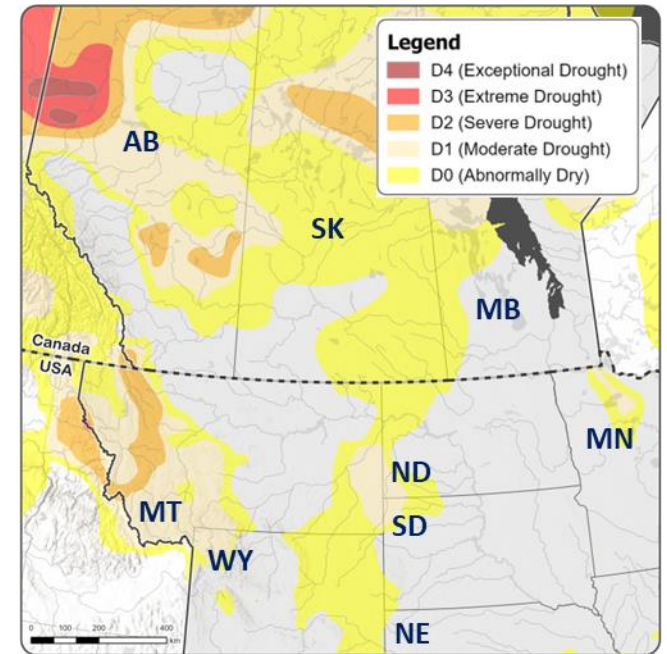 Legend
D4 (Exceptional Drought)
D3 (Extreme Drought)
D2 (Severe Drought)
D1 (Moderate Drought)
D0 (Abnormally Dry)
AB
SK
MB
Canada
USA
MN
ND
MT
SD
WY
NE
0 100 200 400
km